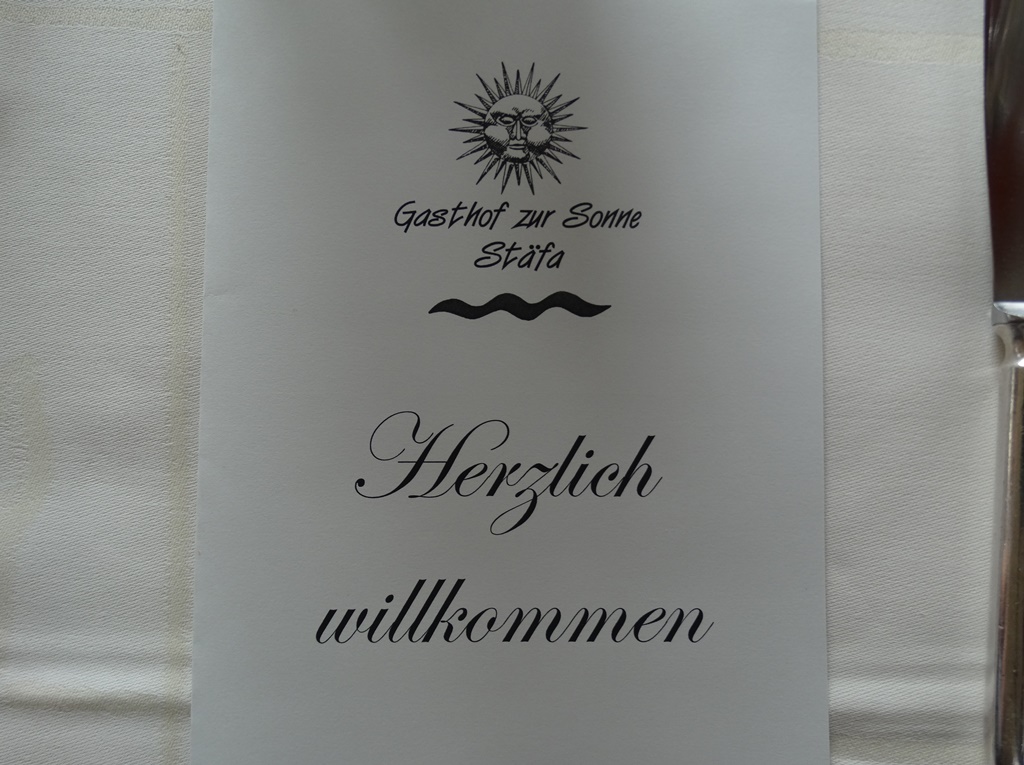 Gasthof zur Sonne
Stäfa
Herzlich
willkommen